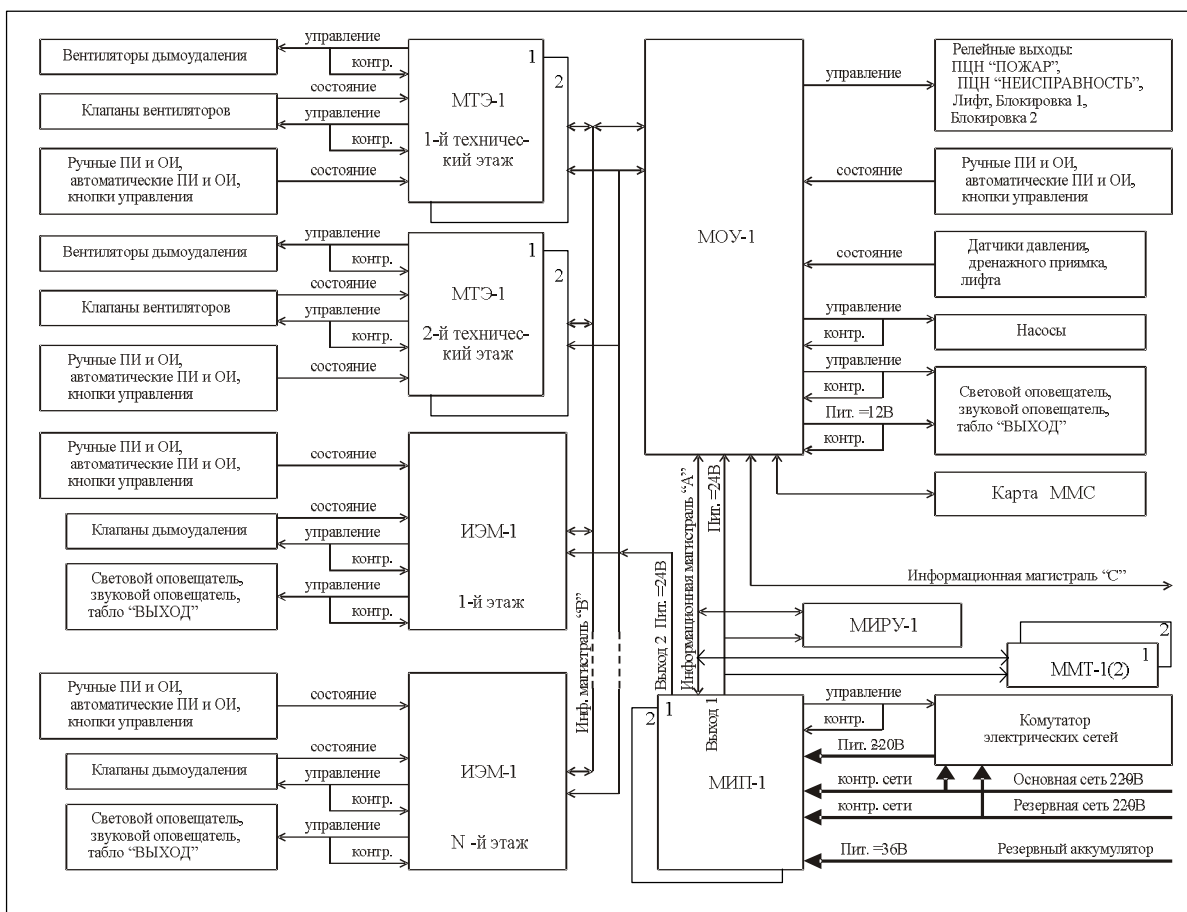 Вентиляторы дымоудаления
управление
контр.
Клапаны вентиляторов
состояние
управление
контр.
Ручные ПИ и ОИ,
автоматические ПИ и ОИ,
кнопки управления
состояние
МТЭ-1
1-й техничес-
кий этаж
1
2
Вентиляторы дымоудаления
управление
контр.
Клапаны вентиляторов
состояние
управление
контр.
Ручные ПИ и ОИ,
автоматические ПИ и ОИ,
кнопки управления
состояние
МТЭ-1
2-й техничес-
кий этаж
1
2
Ручные ПИ и ОИ,
автоматические ПИ и ОИ,
кнопки управления
состояние
Клапаны дымоудаления
состояние
управление
контр.
Световой оповещатель,
звуковой оповещатель,
табло “ВЫХОД”
управление
контр.
ИЭМ-1
1-й этаж
Ручные ПИ и ОИ,
автоматические ПИ и ОИ,
кнопки управления
состояние
Клапаны дымоудаления
состояние
управление
контр.
Световой оповещатель,
звуковой оповещатель,
табло “ВЫХОД”
управление
контр.
ИЭМ-1
N -й этаж
Инф. магистраль “В”
Выход 2 Пит. =24В
Информационная магистраль “А”
Пит. =24В
МОУ-1
управление
Релейные выходы:
ПЦН “ПОЖАР”,
ПЦН “НЕИСПРАВНОСТЬ”,
Лифт, Блокировка 1,
Блокировка 2
состояние
Ручные ПИ и ОИ,
автоматические ПИ и ОИ,
кнопки управления
состояние
Датчики давления,
дренажного приямка,
лифта
управление
контр.
Насосы
управление
контр.
Пит. =12В
контр.
Световой оповещатель,
звуковой оповещатель,
табло “ВЫХОД”
Карта ММС
Информационная магистраль “С”
МИРУ-1
ММТ-1(2)
1
2
1
2
Выход 1
МИП-1
управление
контр.
Комутатор
электрических сетей
Пит. 220В
контр. сети
Основная сеть 220В
контр. сети
Резервная сеть 220В
Пит. =36В
Резервный аккумулятор